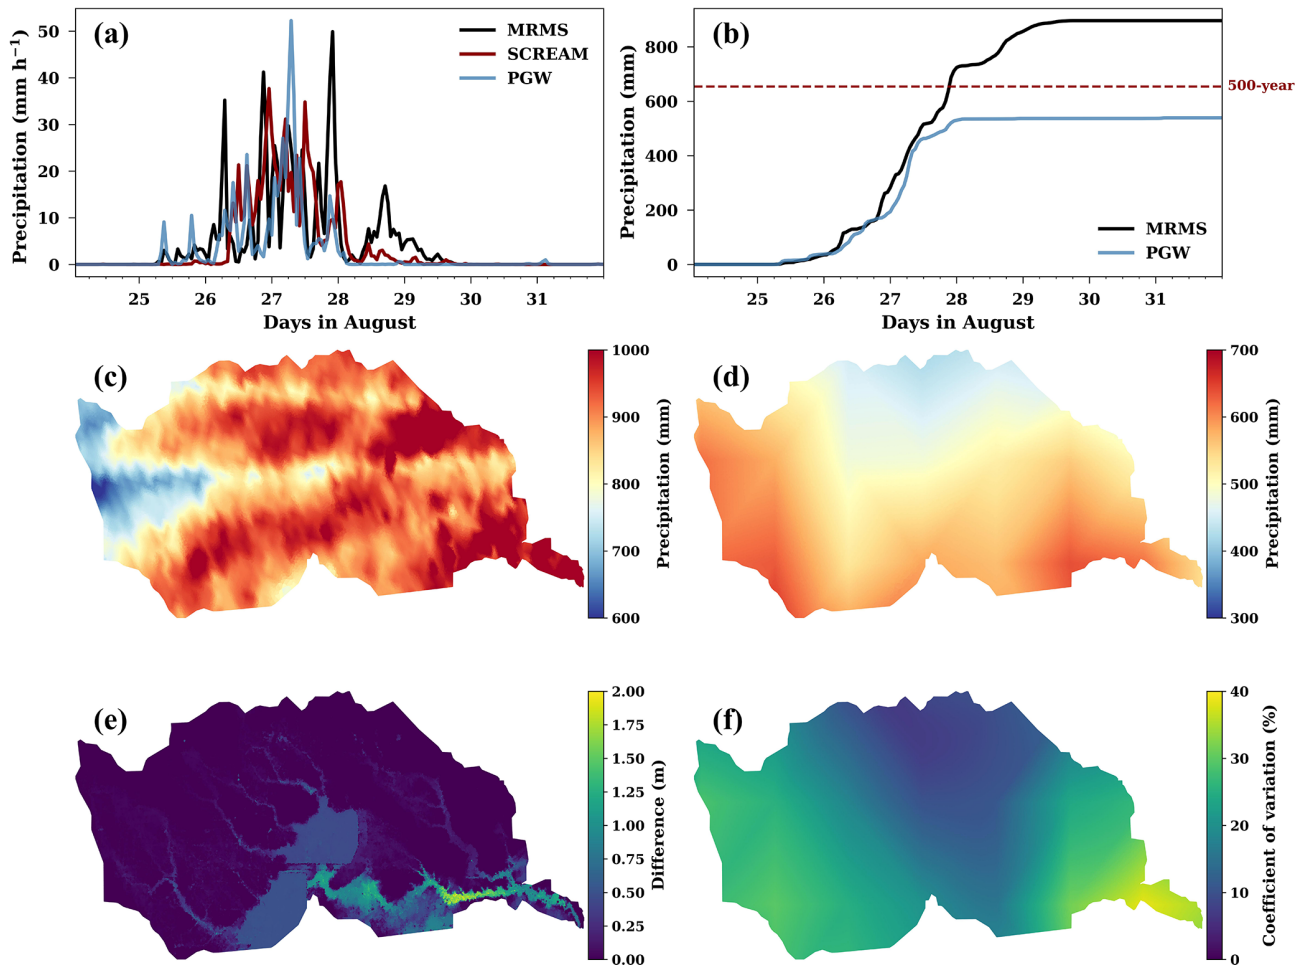 (a)
MRMS
SCREAM
PGW
Precipitation (mm h⁻¹)
50
40
30
20
10
0
25 26 27 28 29 30 31
Days in August
(b)
500-year
MRMS
PGW
Precipitation (mm)
800
600
400
200
0
25 26 27 28 29 30 31
Days in August
(c)
1000
900
800
700
600
Precipitation (mm)
(d)
700
600
500
400
300
Precipitation (mm)
(e)
2.00
1.75
1.50
1.25
1.00
0.75
0.50
0.25
0.00
Difference (m)
(f)
40
30
20
10
0
Coefficient of variation (%)